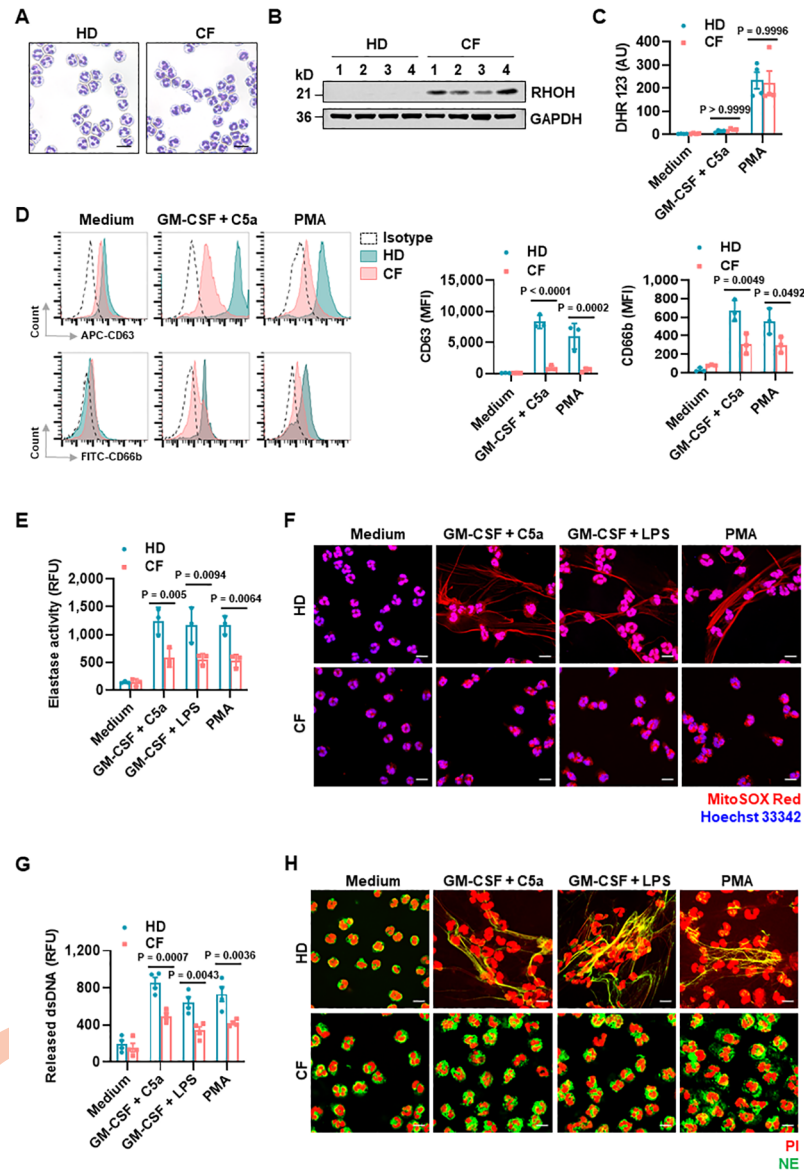 A
HD
CF
B
HD
CF
kD
1 2 3 4 1 2 3 4
21
RHOH
36
GAPDH
C
HD
CF
P = 0.9996
P > 0.9999
DHR 123 (AU)
400
300
200
100
0
Medium
GM-CSF + C5a
PMA
D
Medium
GM-CSF + C5a
PMA
Isotype
HD
CF
Count
APC-CD63
Count
FITC-CD66b
HD
CF
P < 0.0001
P = 0.0002
CD63 (MFI)
15,000
10,000
5,000
0
Medium
GM-CSF + C5a
PMA
HD
CF
P = 0.0049
P = 0.0492
CD66b (MFI)
1,000
800
600
400
200
0
Medium
GM-CSF + C5a
PMA
E
HD
CF
P = 0.0094
P = 0.005
P = 0.0064
Elastase activity (RFU)
2,000
1,500
1,000
500
0
Medium
GM-CSF + C5a
GM-CSF + LPS
PMA
F
Medium
GM-CSF + C5a
GM-CSF + LPS
PMA
HD
CF
MitoSOX Red
Hoechst 33342
G
HD
CF
P = 0.0007
P = 0.0036
P = 0.0043
Released dsDNA (RFU)
1200
800
400
0
Medium
GM-CSF + C5a
GM-CSF + LPS
PMA
H
Medium
GM-CSF + C5a
GM-CSF + LPS
PMA
HD
CF
PI
NE